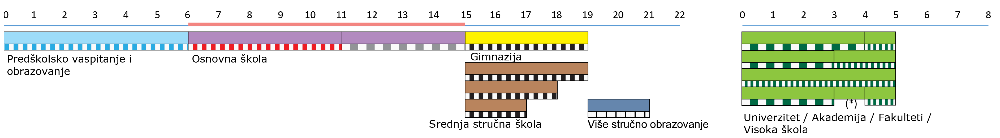 0 1 2 3 4 5 6 7 8 9 10 11 12 13 14 15 16 17 18 19 20 21 22
0 1 2 3 4 5 6 7 8
Predškolsko vaspitanje i
obrazovanje
Osnovna škola
Gimnazija
Srednja stručna škola
Više stručno obrazovanje
(*)
Univerzitet / Akademija / Fakulteti /
Visoka škola